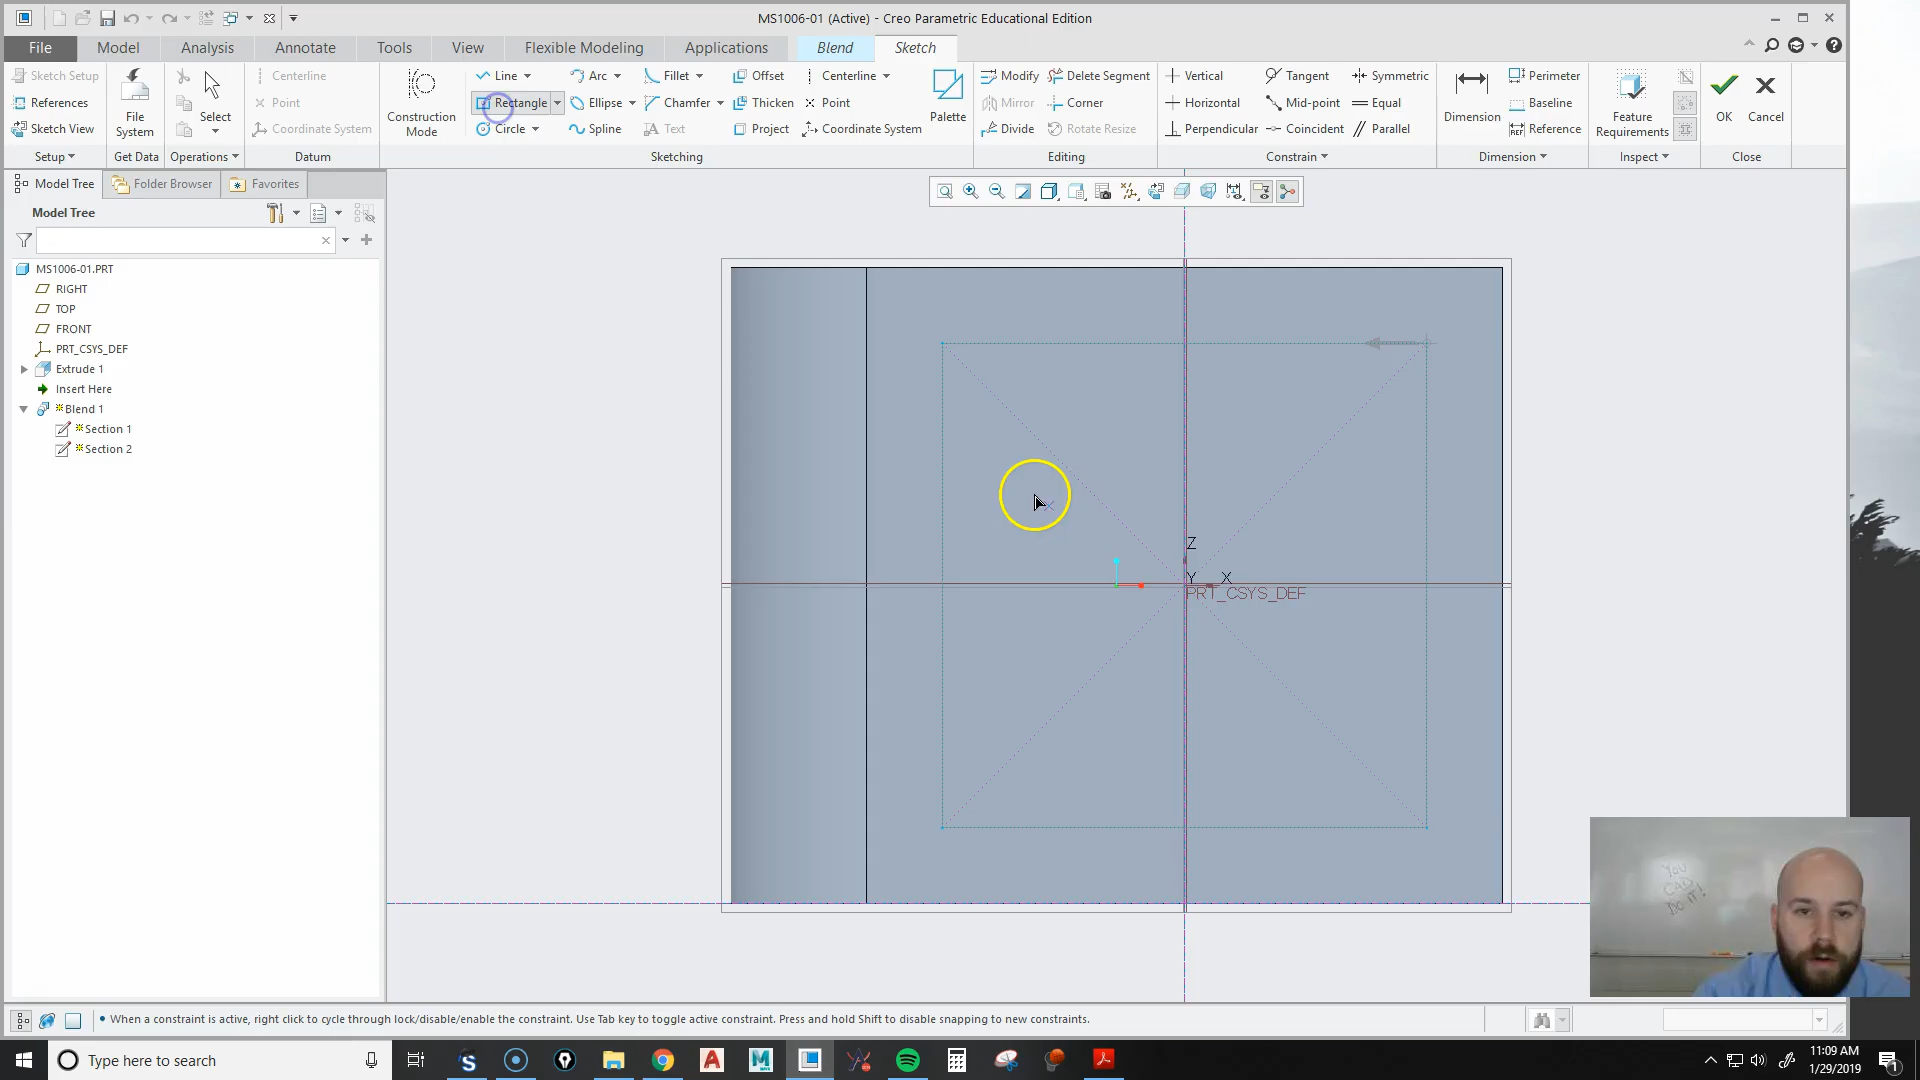 MS1006-01 (Active) - Creo Parametric Educational Edition
File Model Analysis Annotate Tools View Flexible Modeling Applications Blend Sketch
Sketch Setup
References
Sketch View
Setup
File System
Get Data
Select
Operations
Centerline
Point
Coordinate System
Datum
Construction Mode
Line Arc Fillet Offset Centerline
Rectangle Ellipse Chamfer Thicken Point
Circle Spline Text Project Coordinate System
Palette
Sketching
Modify Delete Segment
Mirror Corner
Divide Rotate Resize
Editing
Vertical Tangent Symmetric
Horizontal Mid-point Equal
Perpendicular Coincident Parallel
Constrain
Dimension
Perimeter
Baseline
REF Reference
Dimension
Feature Requirements
Inspect
OK
Cancel
Close
Model Tree Folder Browser Favorites
Model Tree
MS1006-01.PRT
RIGHT
TOP
FRONT
PRT_CSYS_DEF
Extrude 1
Insert Here
Blend 1
Section 1
Section 2
Z
Y X
PRT_CSYS_DEF
YOU
CAD
DO IT!
When a constraint is active, right click to cycle through lock/disable/enable the constraint. Use Tab key to toggle active constraint. Press and hold Shift to disable snapping to new constraints.
Type here to search
11:09 AM
1/29/2019